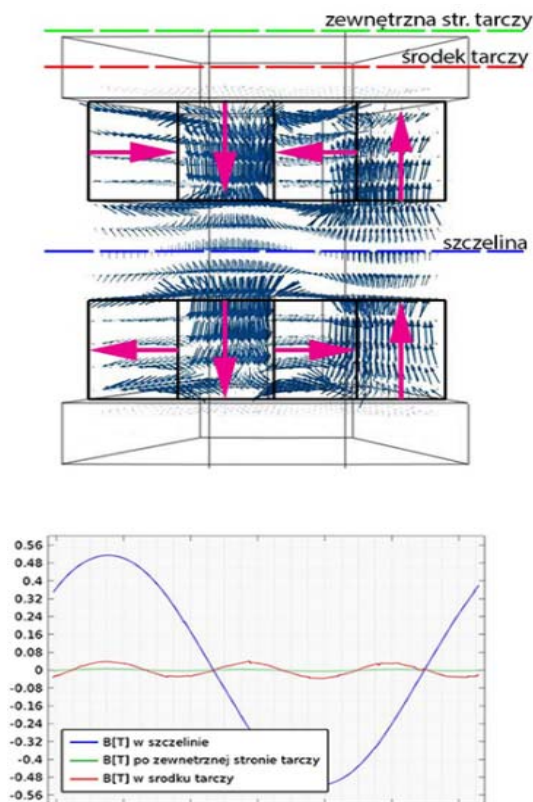 zewnętrzna str. tarczy
środek tarczy
szczelina
0.56
0.48
0.4
0.32
0.24
0.16
0.08
0
-0.08
-0.16
-0.24
-0.32
-0.4
-0.48
-0.56
B[T] w szczelinie
B[T] po zewnetrznej stronie tarczy
B[T] w srodku tarczy